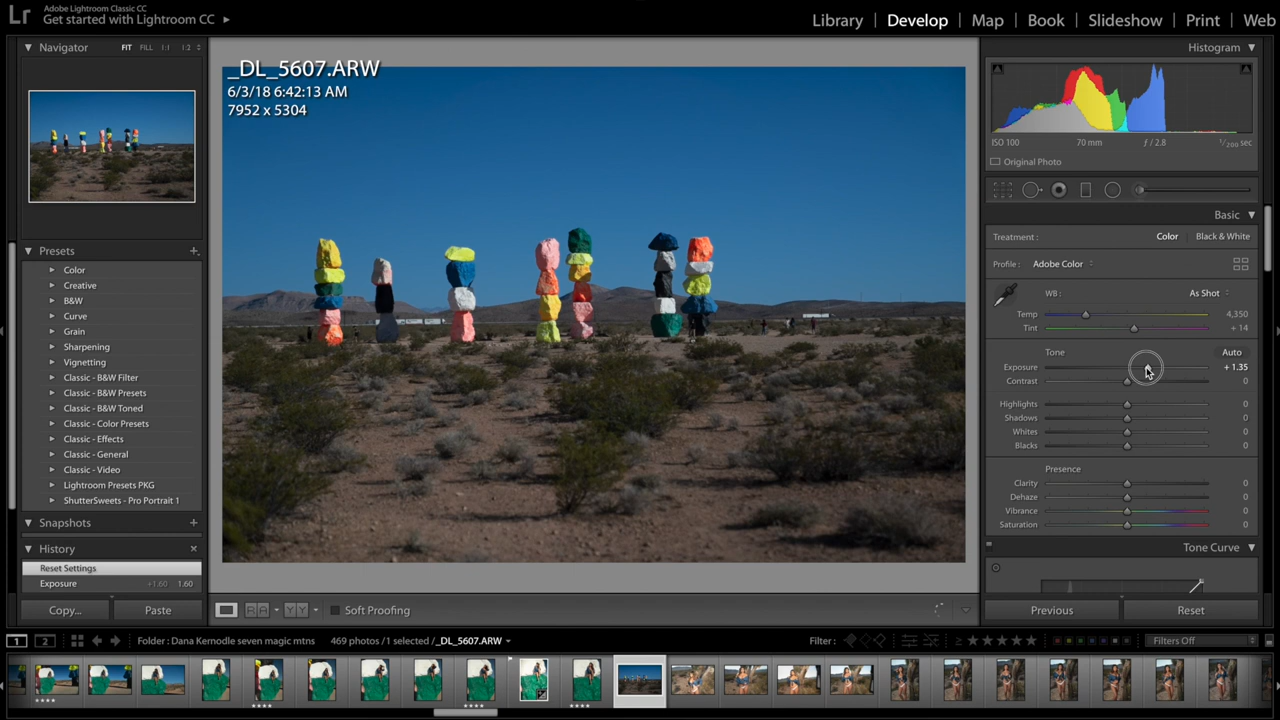 Lr
Adobe Lightroom Classic CC
Get started with Lightroom CC
Library | Develop | Map | Book | Slideshow | Print | Web
Navigator FIT FILL 1:1 1:2
Presets +
Color
Creative
B&W
Curve
Grain
Sharpening
Vignetting
Classic - B&W Filter
Classic - B&W Presets
Classic - B&W Toned
Classic - Color Presets
Classic - Effects
Classic - General
Classic - Video
Lightroom Presets PKG
ShutterSweets - Pro Portrait 1
Snapshots +
History ×
Reset Settings
Exposure +1.60 1.60
Copy... Paste
_DL_5607.ARW
6/3/18 6:42:13 AM
7952 x 5304
Soft Proofing
Histogram
ISO 100 70 mm ƒ / 2.8 1/200 sec
Original Photo
Basic
Treatment : Color Black & White
Profile : Adobe Color
WB : As Shot
Temp 4,350
Tint + 14
Tone Auto
Exposure + 1.35
Contrast 0
Highlights 0
Shadows 0
Whites 0
Blacks 0
Presence
Clarity 0
Dehaze 0
Vibrance 0
Saturation 0
Tone Curve
Previous Reset
1 2 Folder : Dana Kernodle seven magic mtns 469 photos / 1 selected / _DL_5607.ARW Filter : ≥ ★★★★★ Filters Off